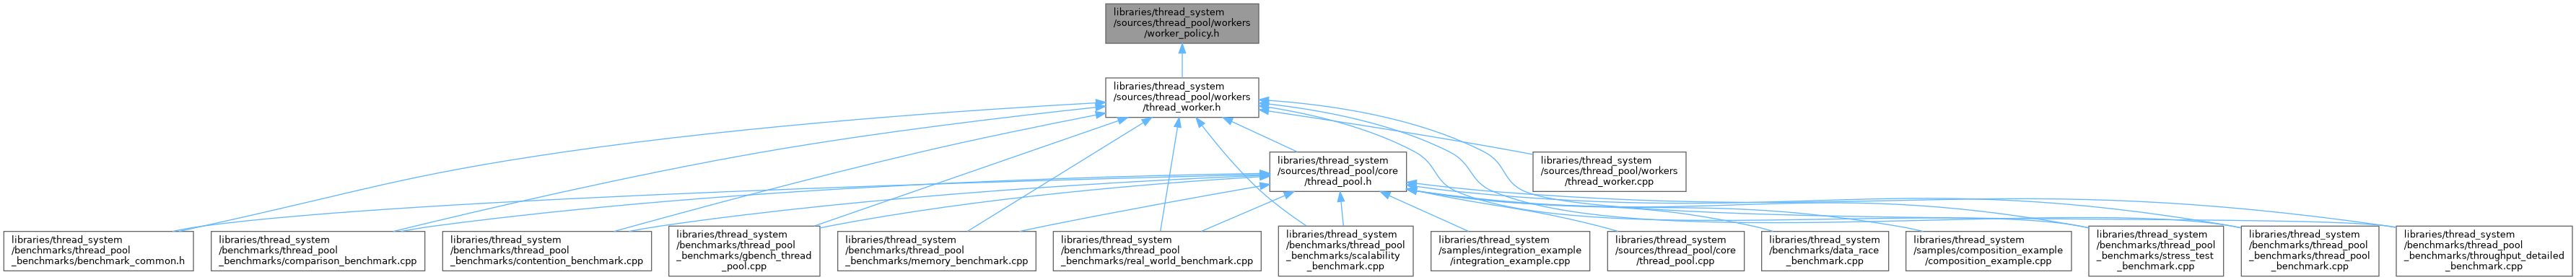 libraries/thread_system
/sources/thread_pool/workers
/worker_policy.h
libraries/thread_system
/sources/thread_pool/workers
/thread_worker.h
libraries/thread_system
/sources/thread_pool/core
/thread_pool.h
libraries/thread_system
/sources/thread_pool/workers
/thread_worker.cpp
libraries/thread_system
/benchmarks/thread_pool
_benchmarks/benchmark_common.h
libraries/thread_system
/benchmarks/thread_pool
_benchmarks/comparison_benchmark.cpp
libraries/thread_system
/benchmarks/thread_pool
_benchmarks/contention_benchmark.cpp
libraries/thread_system
/benchmarks/thread_pool
_benchmarks/gbench_thread
_pool.cpp
libraries/thread_system
/benchmarks/thread_pool
_benchmarks/memory_benchmark.cpp
libraries/thread_system
/benchmarks/thread_pool
_benchmarks/real_world_benchmark.cpp
libraries/thread_system
/benchmarks/thread_pool
_benchmarks/scalability
_benchmark.cpp
libraries/thread_system
/samples/integration_example
/integration_example.cpp
libraries/thread_system
/sources/thread_pool/core
/thread_pool.cpp
libraries/thread_system
/benchmarks/data_race
_benchmark.cpp
libraries/thread_system
/samples/composition_example
/composition_example.cpp
libraries/thread_system
/benchmarks/thread_pool
_benchmarks/stress_test
_benchmark.cpp
libraries/thread_system
/benchmarks/thread_pool
_benchmarks/thread_pool
_benchmark.cpp
libraries/thread_system
/benchmarks/thread_pool
_benchmarks/throughput_detailed
_benchmark.cpp